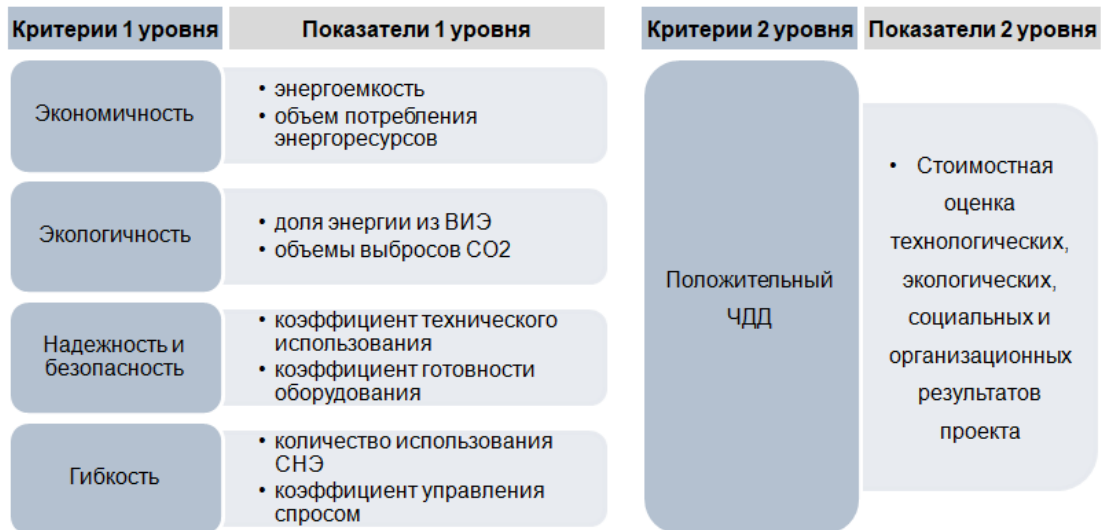 Критерии 1 уровня
Показатели 1 уровня
Экономичность
• энергоемкость
• объем потребления
энергоресурсов
Экологичность
• доля энергии из ВИЭ
• объемы выбросов СО2
Надежность и
безопасность
• коэффициент технического
использования
• коэффициент готовности
оборудования
Гибкость
• количество использования
СНЭ
• коэффициент управления
спросом
Критерии 2 уровня
Показатели 2 уровня
Положительный
ЧДД
• Стоимостная
оценка
технологических,
экологических,
социальных и
организационных
результатов
проекта